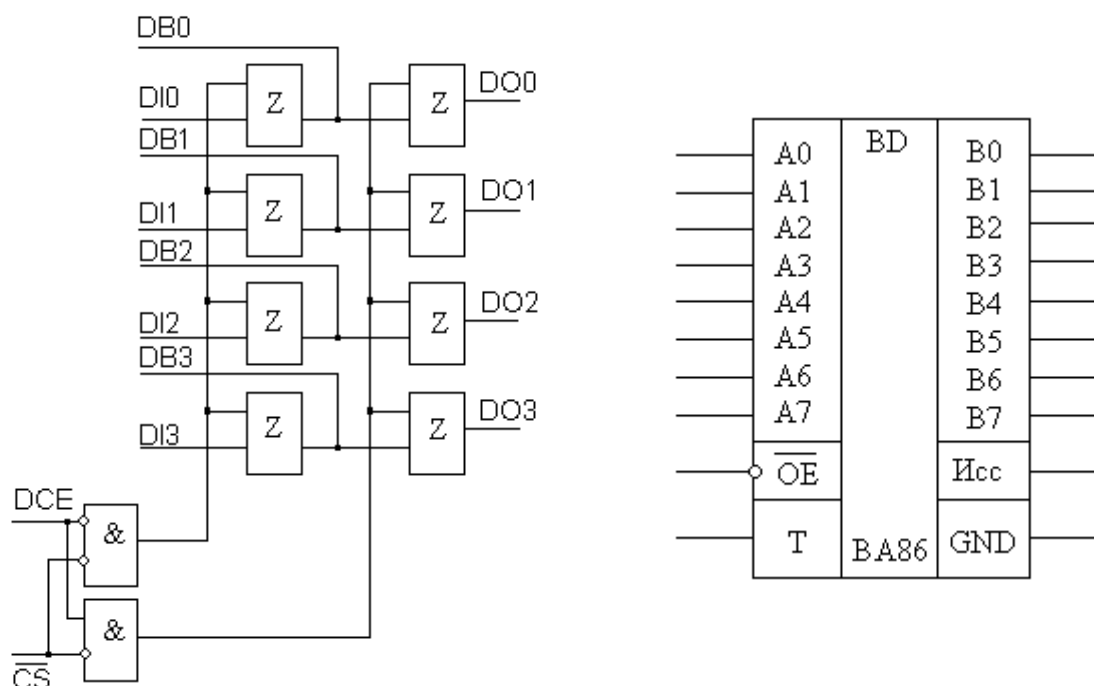 DB0
Z
Z
DO0
DI0
DB1
Z
Z
DO1
DI1
DB2
Z
Z
DO2
DI2
DB3
Z
Z
DO3
DI3
DCE
&
&
CS
BD
A0
B0
A1
B1
A2
B2
A3
B3
A4
B4
A5
B5
A6
B6
A7
B7
OE
Исс
T
BA86
GND